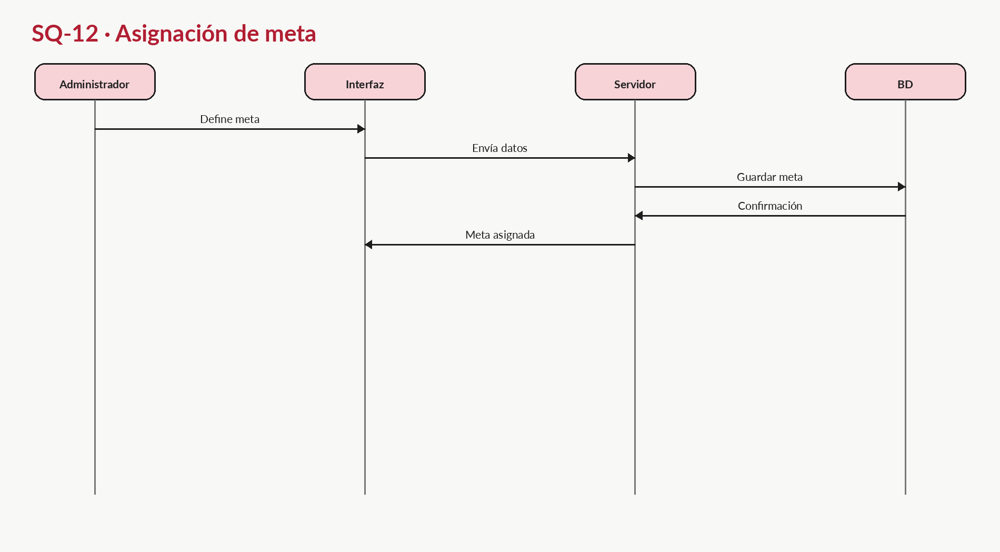 SQ-12 · Asignación de meta
Administrador
Interfaz
Servidor
BD
Define meta
Envía datos
Guardar meta
Confirmación
Meta asignada